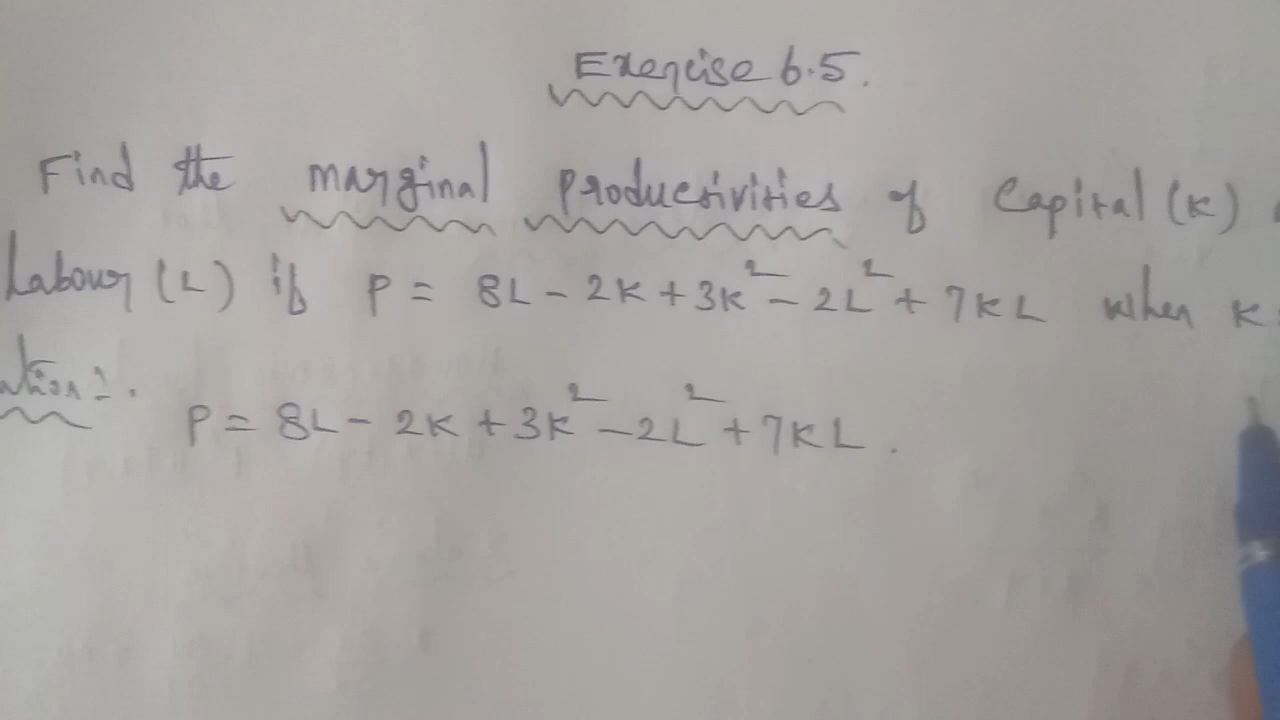 Exercise 6.5.
Find the marginal productivities of Capital (K)
Labour (L) if P = 8L - 2K + 3K² - 2L² + 7KL when K
P = 8L - 2K + 3K² - 2L² + 7KL.